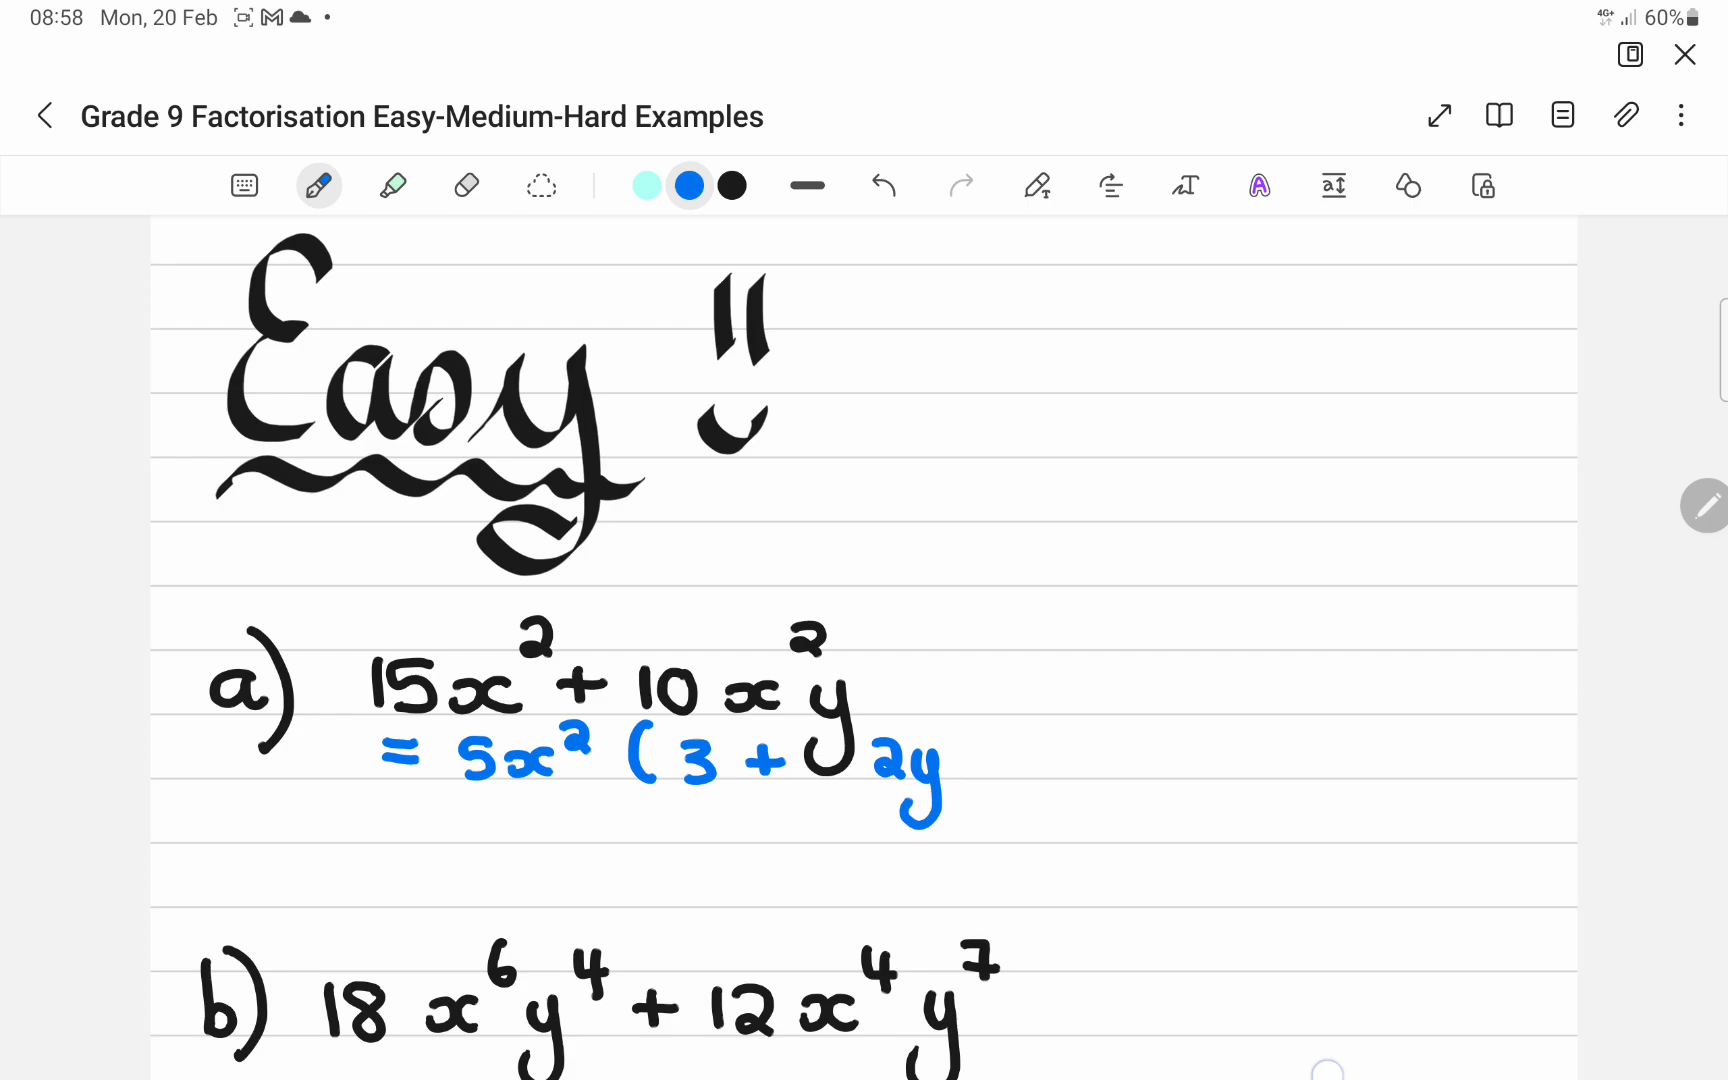 08:58 Mon, 20 Feb 4G+ 60%
Grade 9 Factorisation Easy-Medium-Hard Examples
Easy !!
a) 15x² + 10x²y
= 5x² (3 + 2y
b) 18x⁶y⁴ + 12x⁴y⁷